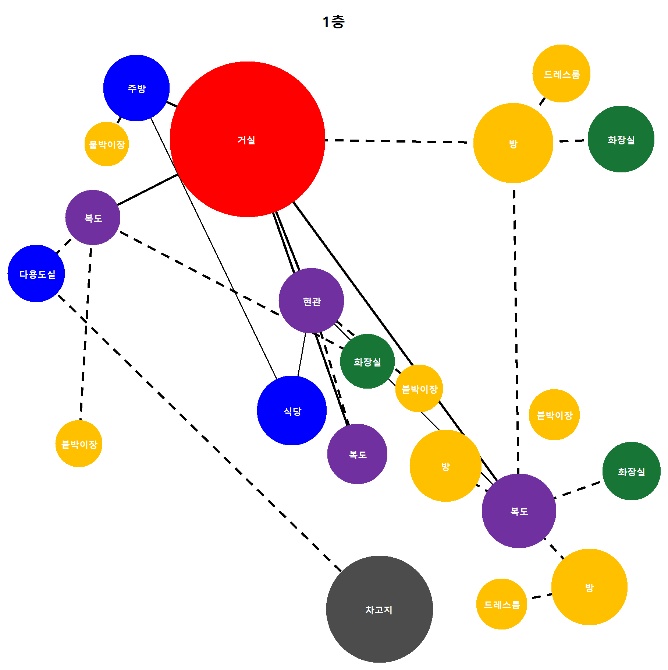 1층
드레스룸
주방
거실
방
화장실
붙박이장
복도
다용도실
현관
화장실
붙박이장
식당
붙박이장
붙박이장
복도
방
화장실
복도
방
드레스룸
차고지